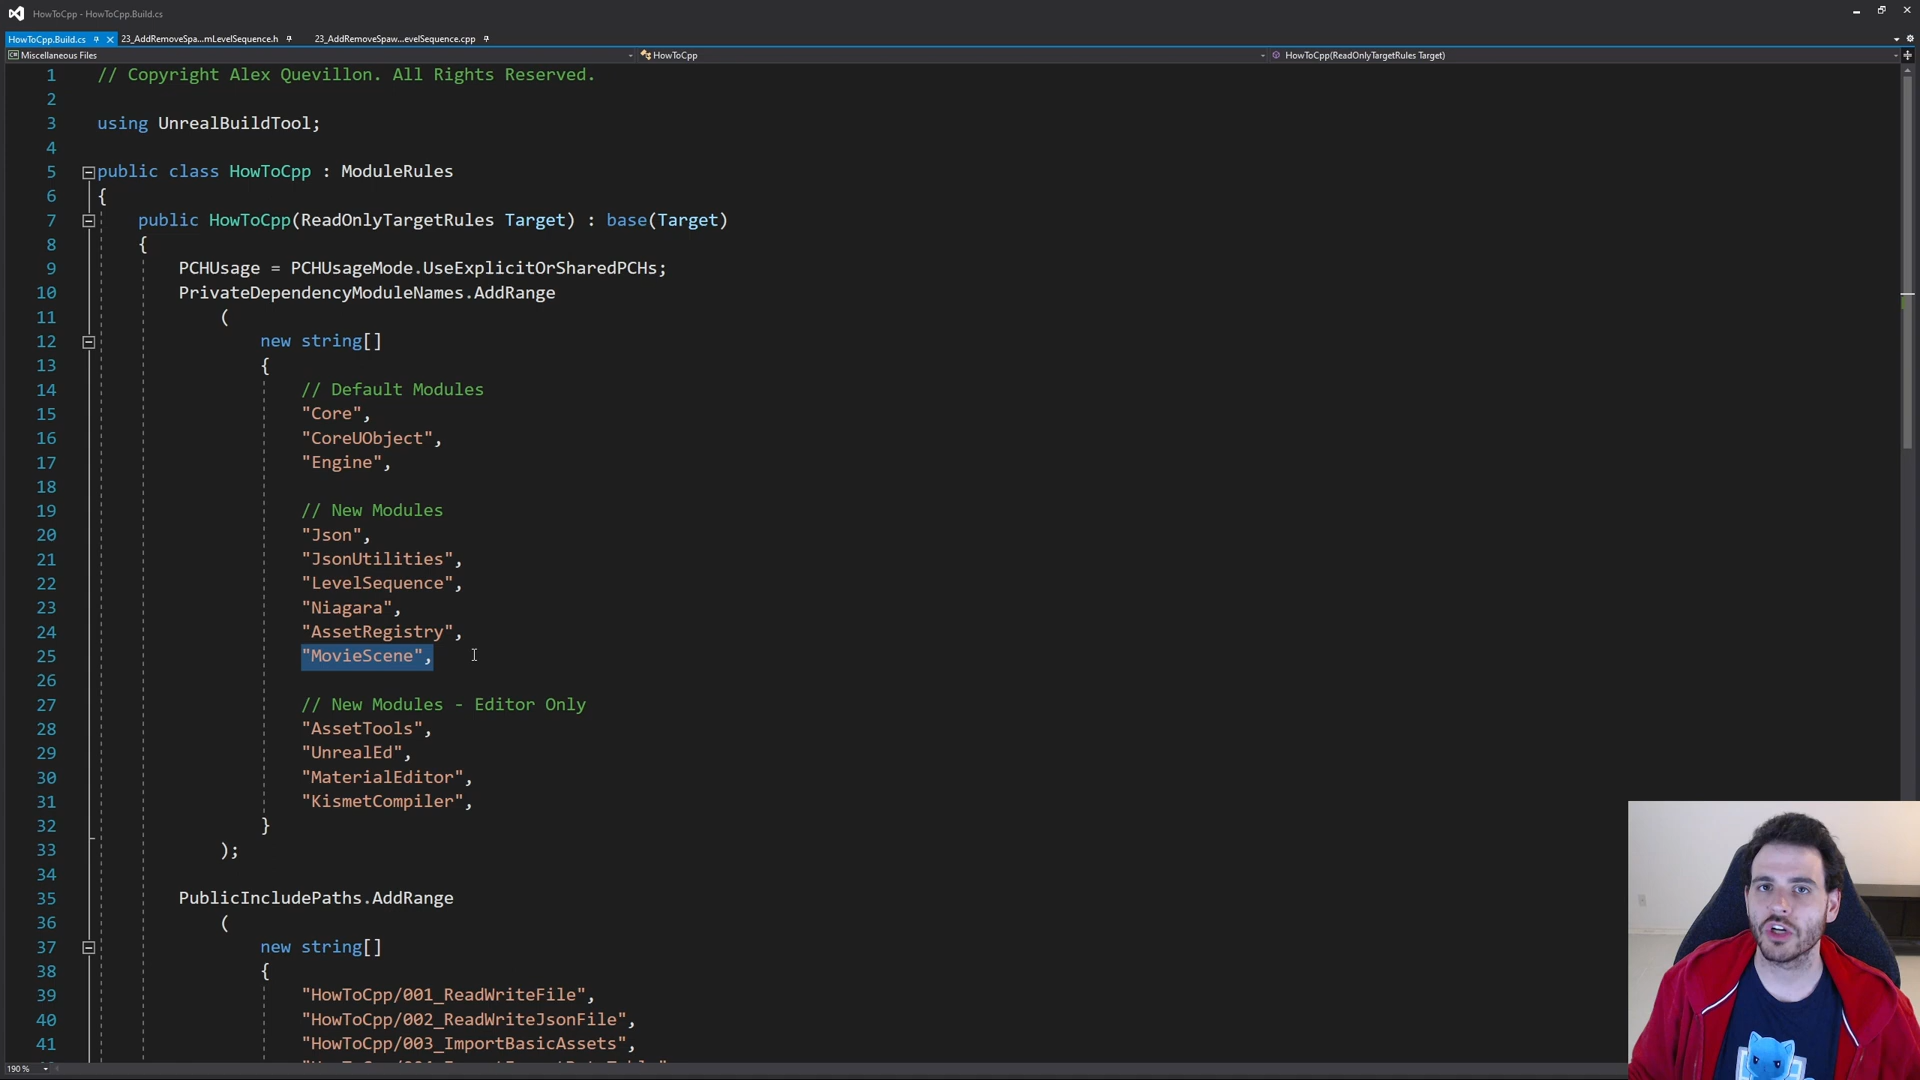 HowToCpp - HowToCpp.Build.cs
HowToCpp.Build.cs 23_AddRemoveSpa...mLevelSequence.h 23_AddRemoveSpaw...evelSequence.cpp
Miscellaneous Files HowToCpp HowToCpp(ReadOnlyTargetRules Target)
1 // Copyright Alex Quevillon. All Rights Reserved.
2
3 using UnrealBuildTool;
4
5 public class HowToCpp : ModuleRules
6 {
7 public HowToCpp(ReadOnlyTargetRules Target) : base(Target)
8 {
9 PCHUsage = PCHUsageMode.UseExplicitOrSharedPCHs;
10 PrivateDependencyModuleNames.AddRange
11 (
12 new string[]
13 {
14 // Default Modules
15 "Core",
16 "CoreUObject",
17 "Engine",
18
19 // New Modules
20 "Json",
21 "JsonUtilities",
22 "LevelSequence",
23 "Niagara",
24 "AssetRegistry",
25 "MovieScene",
26
27 // New Modules - Editor Only
28 "AssetTools",
29 "UnrealEd",
30 "MaterialEditor",
31 "KismetCompiler",
32 }
33 );
34
35 PublicIncludePaths.AddRange
36 (
37 new string[]
38 {
39 "HowToCpp/001_ReadWriteFile",
40 "HowToCpp/002_ReadWriteJsonFile",
41 "HowToCpp/003_ImportBasicAssets",
190 %